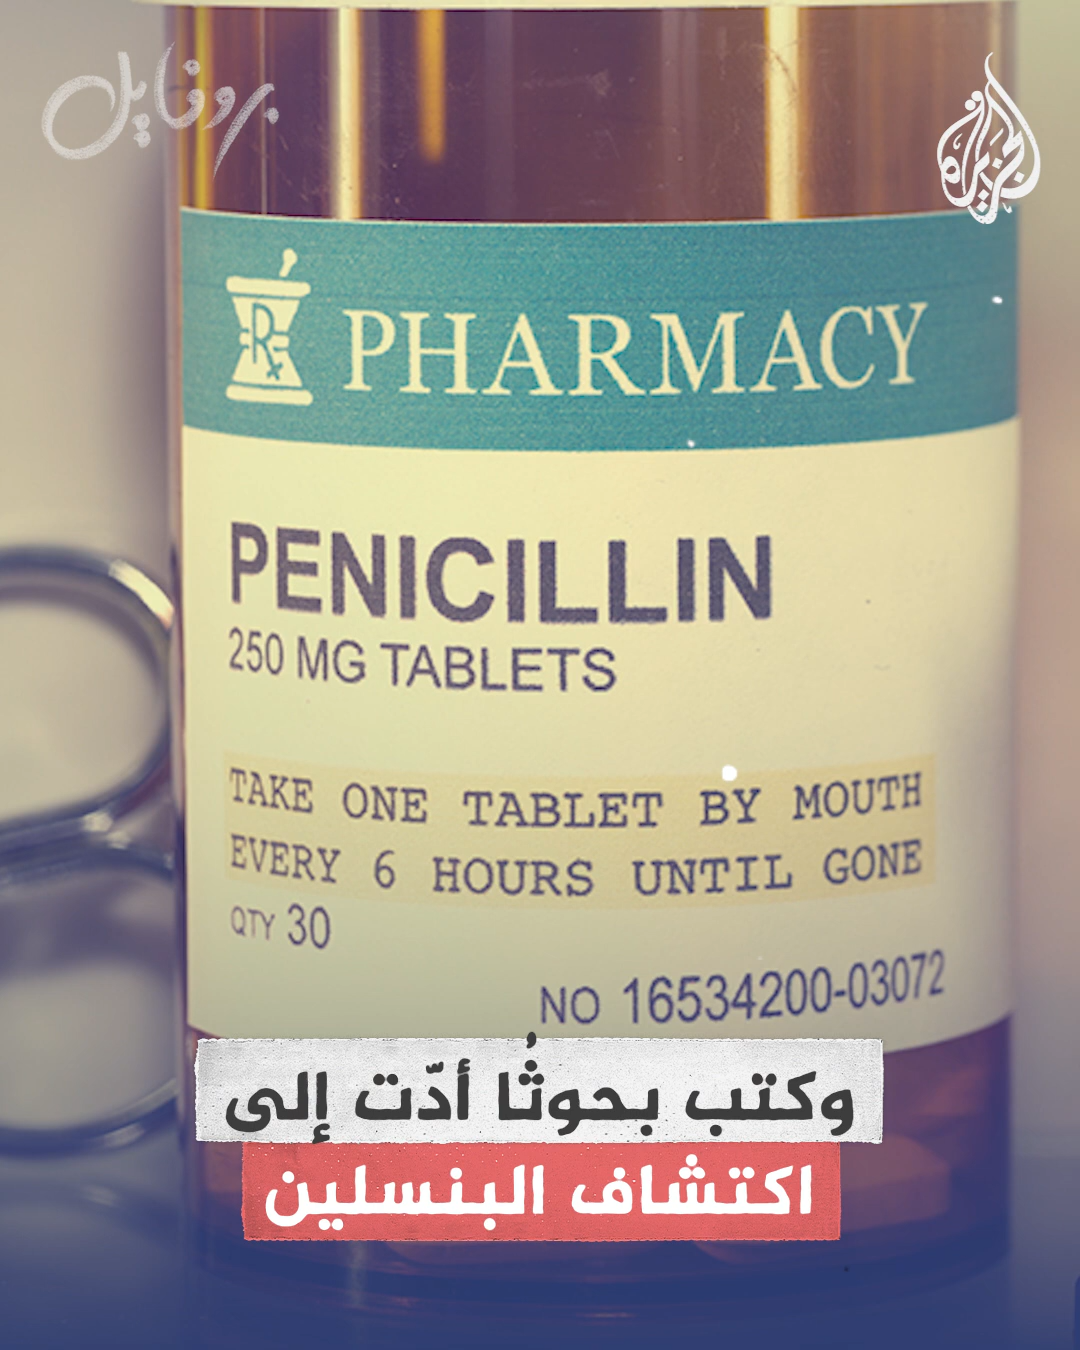 بروفايل
الجزيرة
PHARMACY
PENICILLIN
250 MG TABLETS
TAKE ONE TABLET BY MOUTH
EVERY 6 HOURS UNTIL GONE
QTY 30
NO 16534200-03072
وكتب بحوثُا أدّت إلى
اكتشاف البنسلين